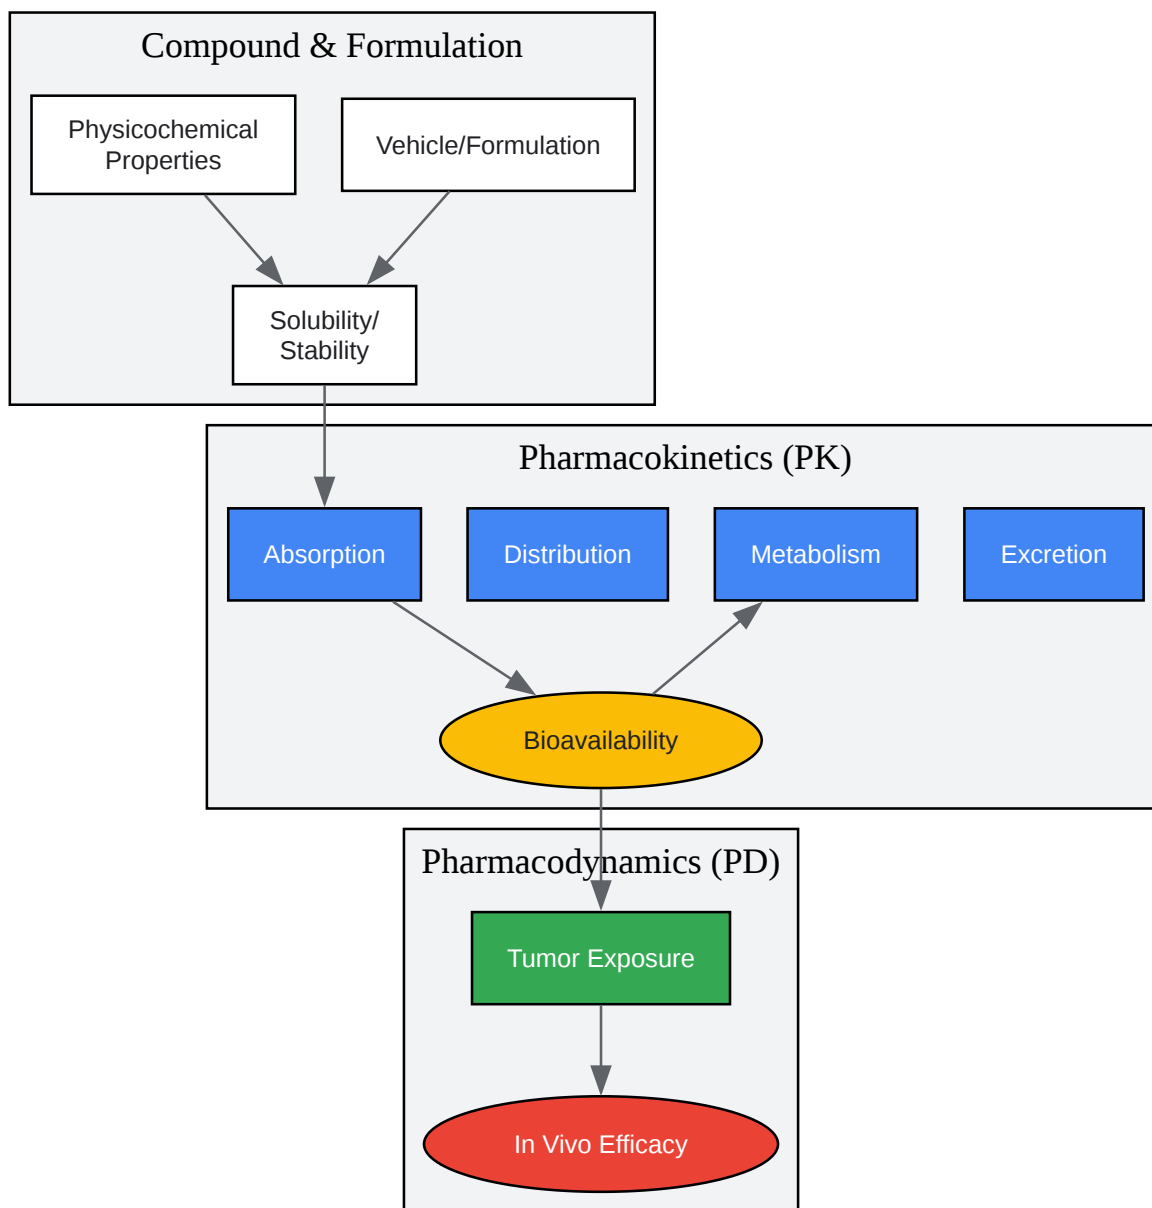 Compound & Formulation
Physicochemical
Properties
Vehicle/Formulation
Solubility/
Stability
Pharmacokinetics (PK)
Absorption
Distribution
Metabolism
Excretion
Bioavailability
Pharmacodynamics (PD)
Tumor Exposure
In Vivo Efficacy